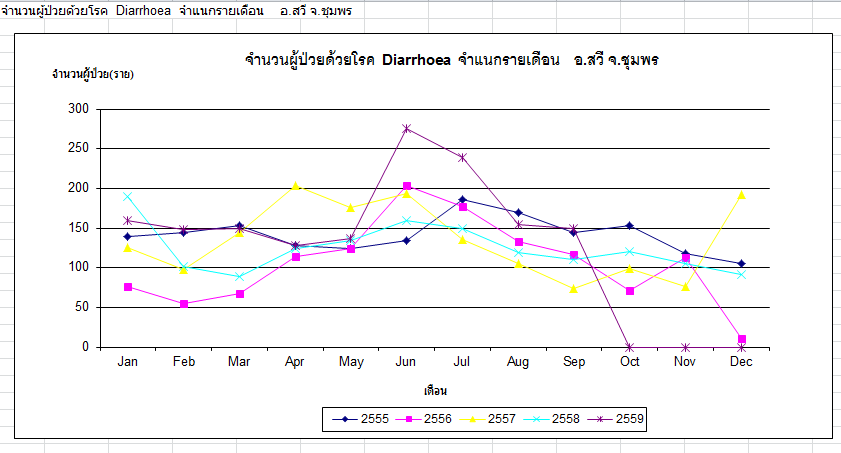 จำนวนผู้ป่วยด้วยโรค Diarrhoea จำแนกรายเดือน อ.สวี จ.ชุมพร
จำนวนผู้ป่วยด้วยโรค Diarrhoea จำแนกรายเดือน อ.สวี จ.ชุมพร
จำนวนผู้ป่วย(ราย)
300
250
200
150
100
50
0
Jan Feb Mar Apr May Jun Jul Aug Sep Oct Nov Dec
เดือน
2555 2556 2557 2558 2559